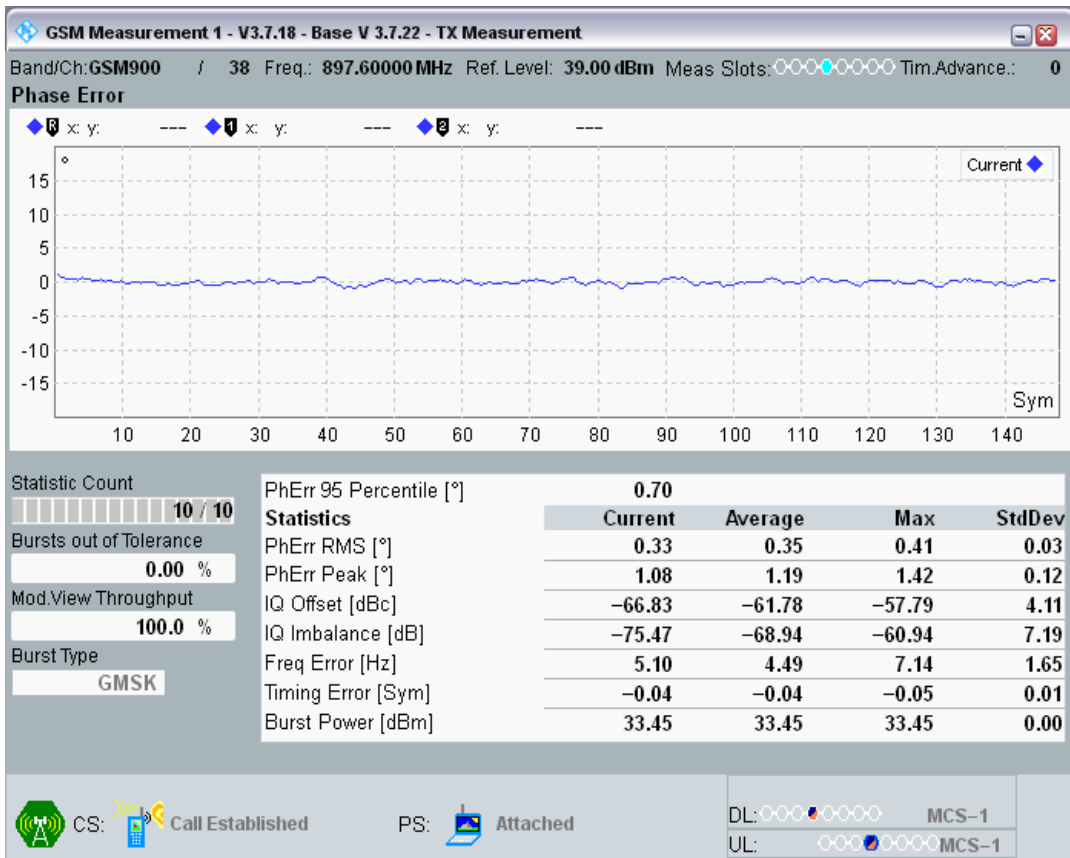 GSM Measurement 1 - V3.7.18 - Base V 3.7.22 - TX Measurement
Band/Ch:GSM900 / 38 Freq.: 897.60000 MHz Ref. Level: 39.00 dBm Meas Slots: Tim.Advance.: 0
Phase Error
R x: y: --- 1 x: y: --- 2 x: y: ---
° Current
15
10
5
0
-5
-10
-15
Sym
10 20 30 40 50 60 70 80 90 100 110 120 130 140
Statistic Count
10 / 10
Bursts out of Tolerance
0.00 %
Mod.View Throughput
100.0 %
Burst Type
GMSK
PhErr 95 Percentile [°] 0.70
Statistics Current Average Max StdDev
PhErr RMS [°] 0.33 0.35 0.41 0.03
PhErr Peak [°] 1.08 1.19 1.42 0.12
IQ Offset [dBc] −66.83 −61.78 −57.79 4.11
IQ Imbalance [dB] −75.47 −68.94 −60.94 7.19
Freq Error [Hz] 5.10 4.49 7.14 1.65
Timing Error [Sym] −0.04 −0.04 −0.05 0.01
Burst Power [dBm] 33.45 33.45 33.45 0.00
CS: Call Established PS: Attached
DL: MCS−1
UL: MCS−1